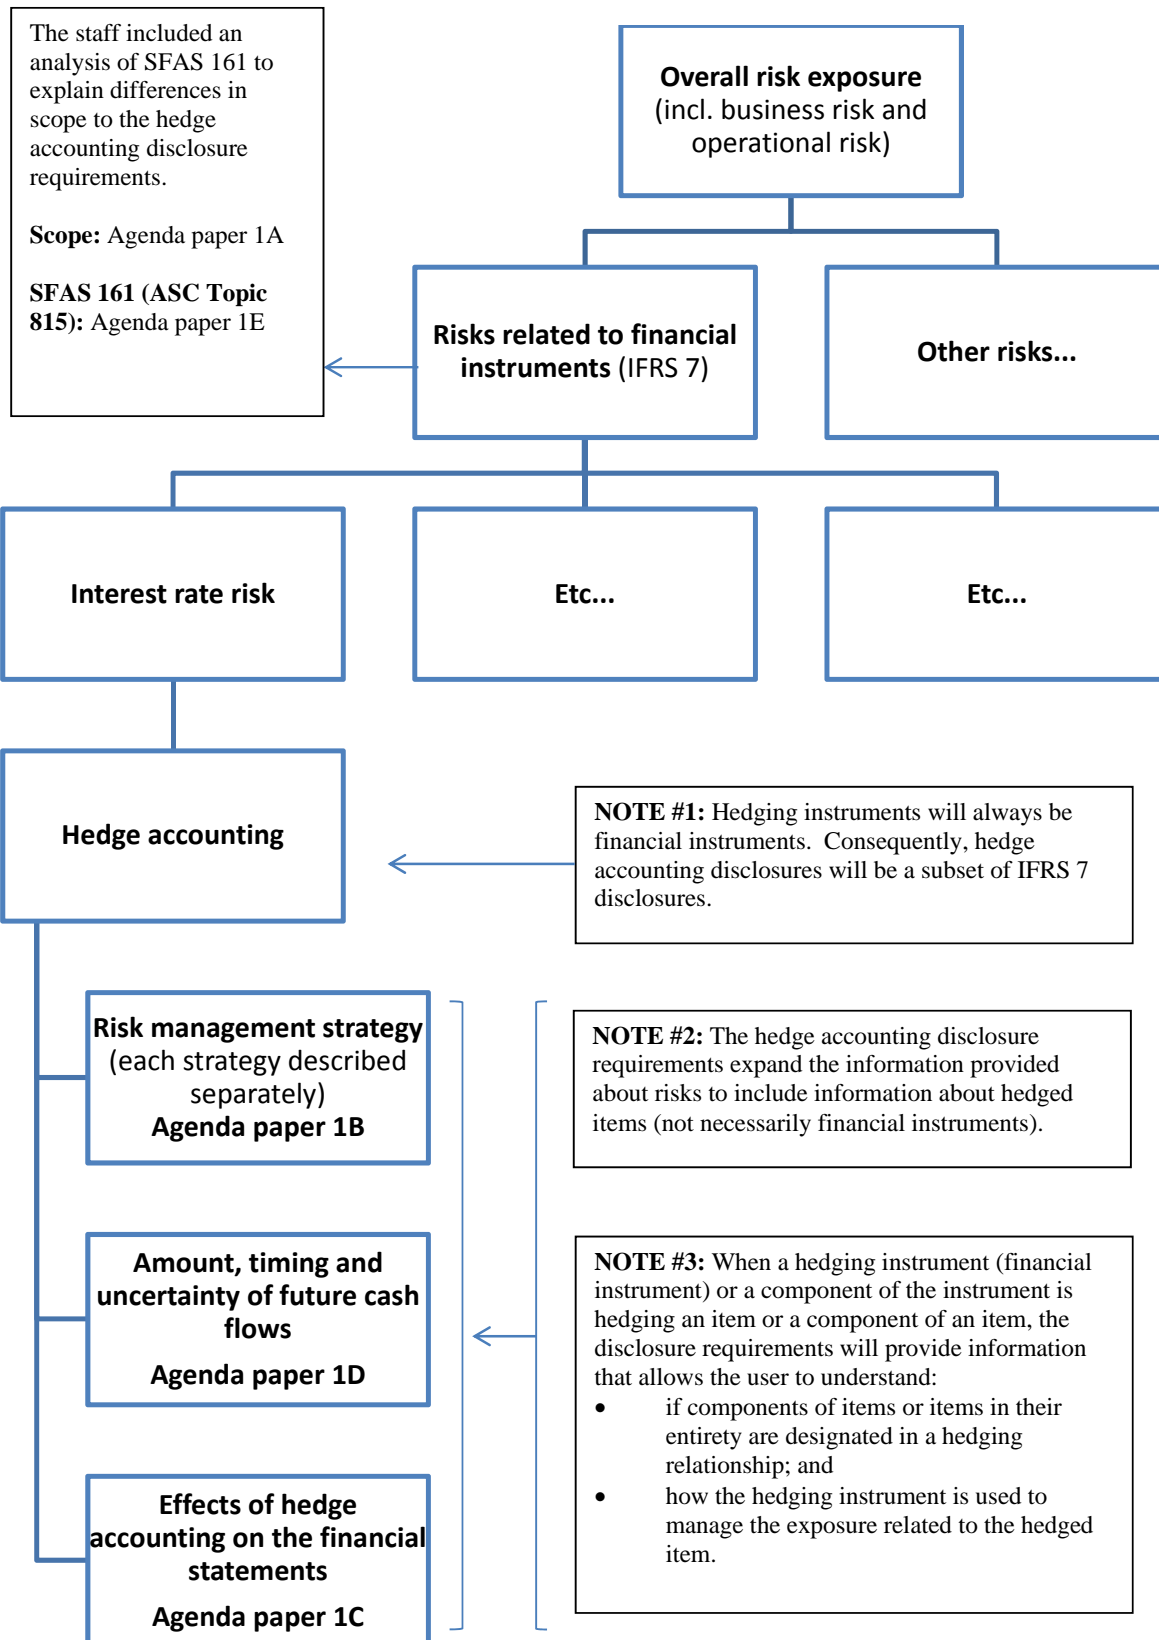 The staff included an
analysis of SFAS 161 to
explain differences in
scope to the hedge
accounting disclosure
requirements.
Scope: Agenda paper 1A
SFAS 161 (ASC Topic
815): Agenda paper 1E
Overall risk exposure
(incl. business risk and
operational risk)
Risks related to financial
instruments (IFRS 7)
Other risks...
Interest rate risk
Etc...
Etc...
Hedge accounting
NOTE #1: Hedging instruments will always be
financial instruments.  Consequently, hedge
accounting disclosures will be a subset of IFRS 7
disclosures.
Risk management strategy
(each strategy described
separately)
Agenda paper 1B
NOTE #2: The hedge accounting disclosure
requirements expand the information provided
about risks to include information about hedged
items (not necessarily financial instruments).
Amount, timing and
uncertainty of future cash
flows
Agenda paper 1D
NOTE #3: When a hedging instrument (financial
instrument) or a component of the instrument is
hedging an item or a component of an item, the
disclosure requirements will provide information
that allows the user to understand:
• if components of items or items in their
entirety are designated in a hedging
relationship; and
• how the hedging instrument is used to
manage the exposure related to the hedged
item.
Effects of hedge
accounting on the financial
statements
Agenda paper 1C